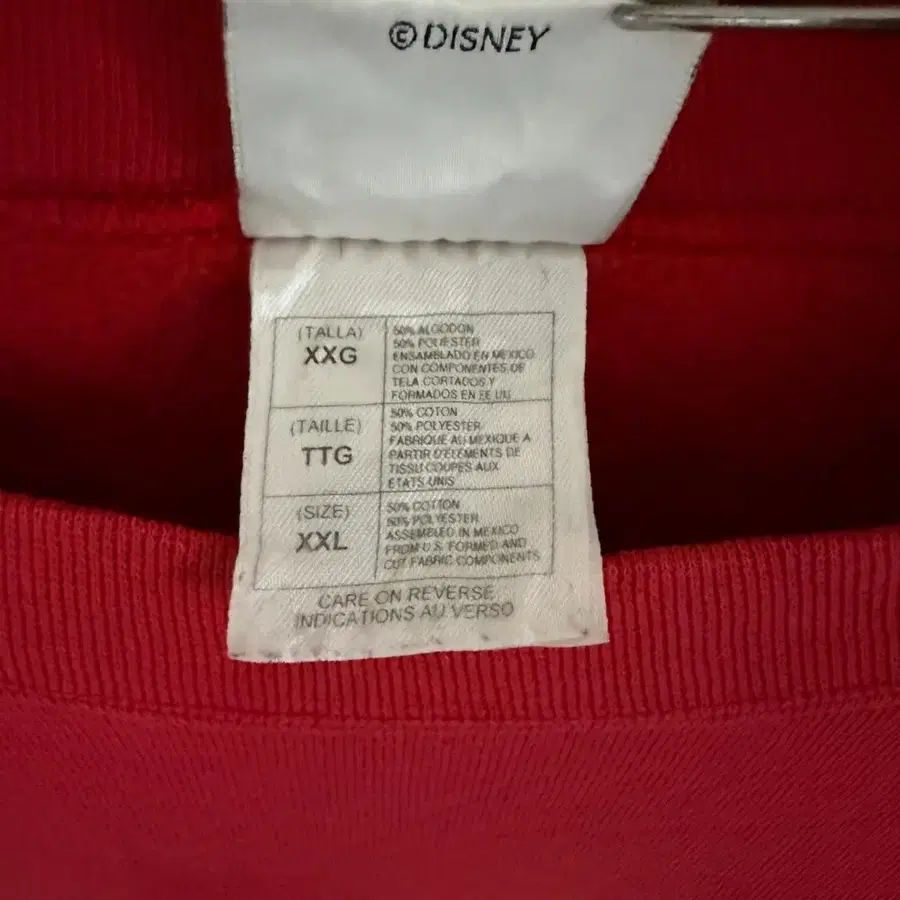 ©DISNEY
(TALLA)
XXG
50% ALGODON
50% POLIESTER
ENSAMBLADO EN MEXICO
CON COMPONENTES DE
TELA CORTADOS Y
FORMADOS EN EE UU
(TAILLE)
TTG
50% COTON
50% POLYESTER
FABRIQUE AU MEXIQUE A
PARTIR D'ELEMENTS DE
TISSU COUPES AUX
ETATS UNIS
(SIZE)
XXL
50% COTTON
50% POLYESTER
ASSEMBLED IN MEXICO
FROM U.S. FORMED AND
CUT FABRIC COMPONENTS
CARE ON REVERSE
INDICATIONS AU VERSO